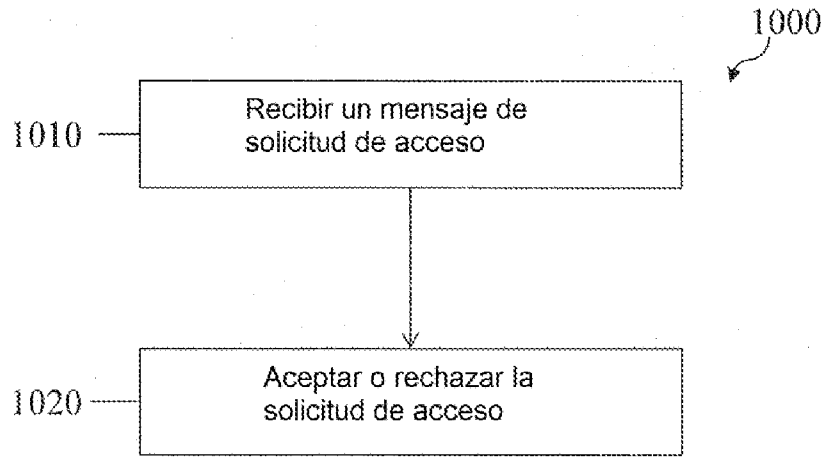 1000
Recibir un mensaje de
solicitud de acceso
1010
Aceptar o rechazar la
solicitud de acceso
1020